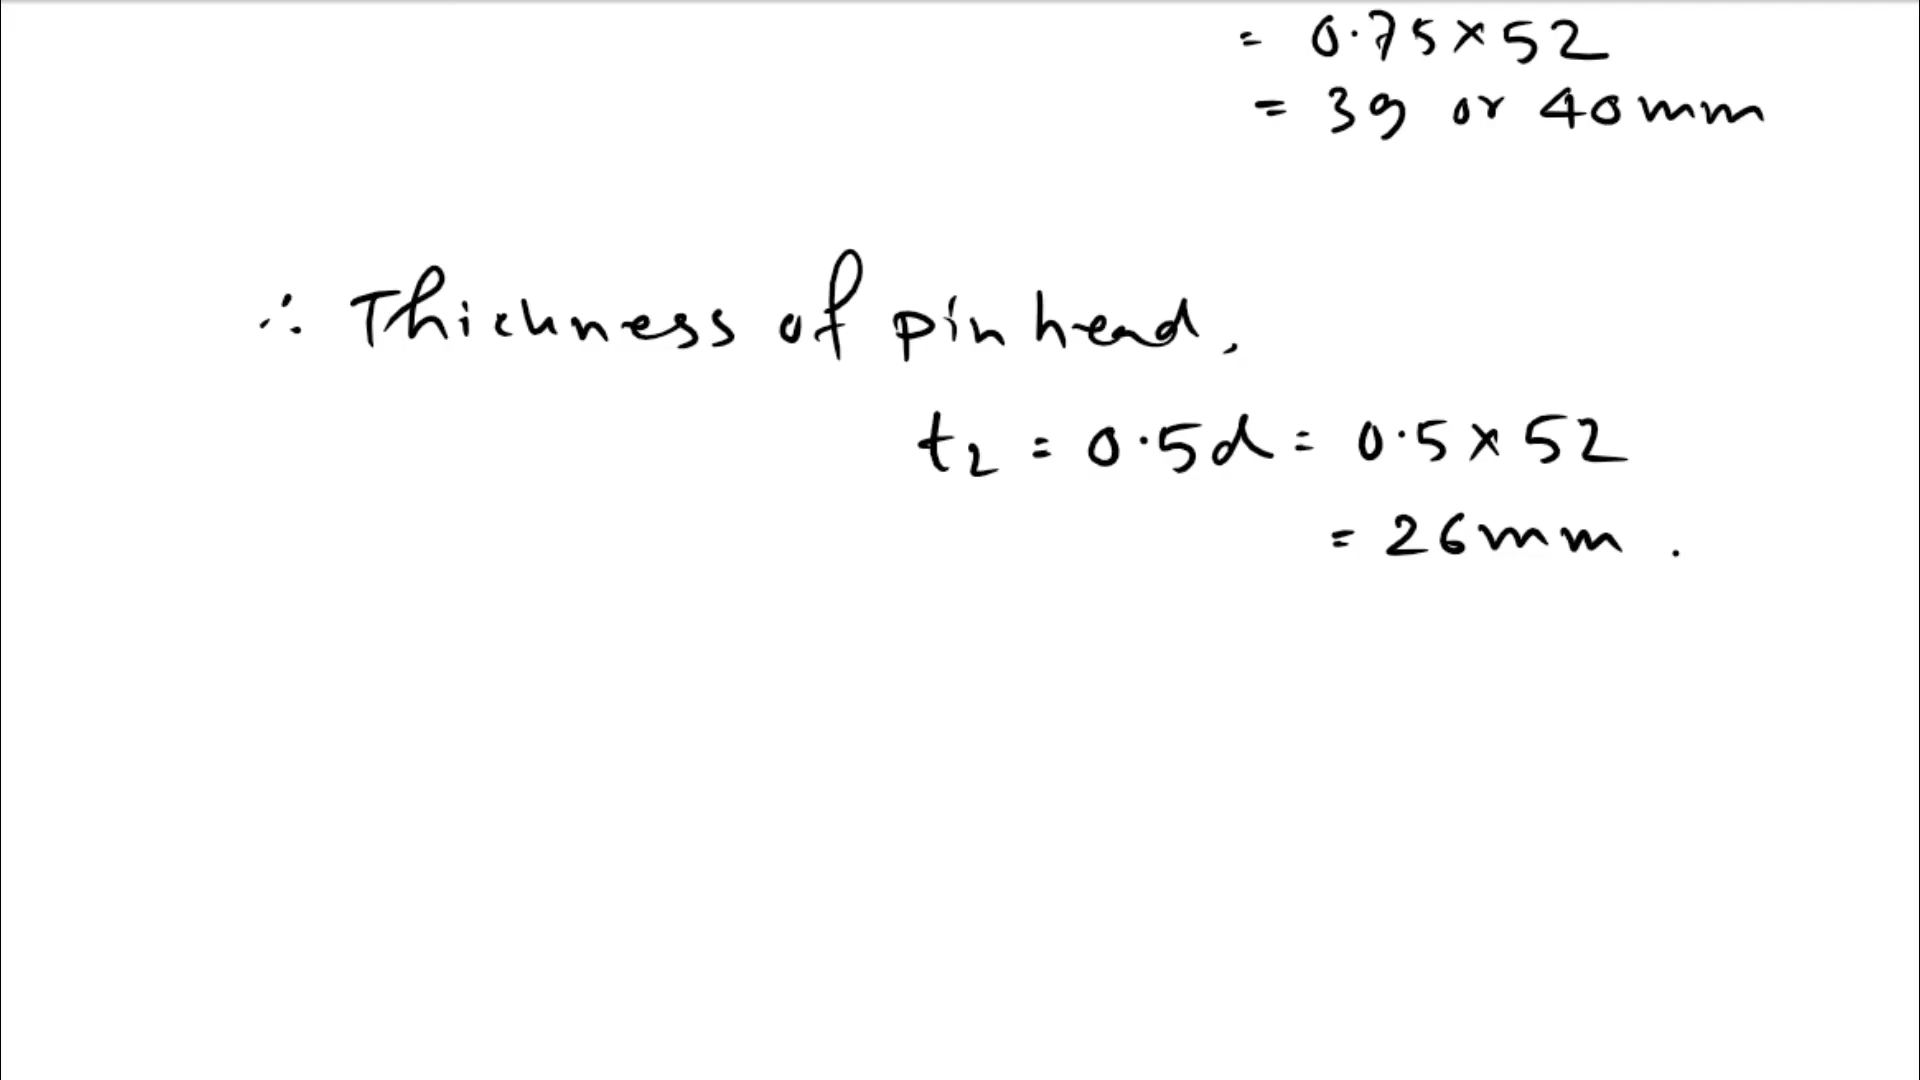 = 0.75×52
= 39 or 40mm
∴ Thickness of pin head,
t₂ = 0.5d = 0.5×52
= 26mm.